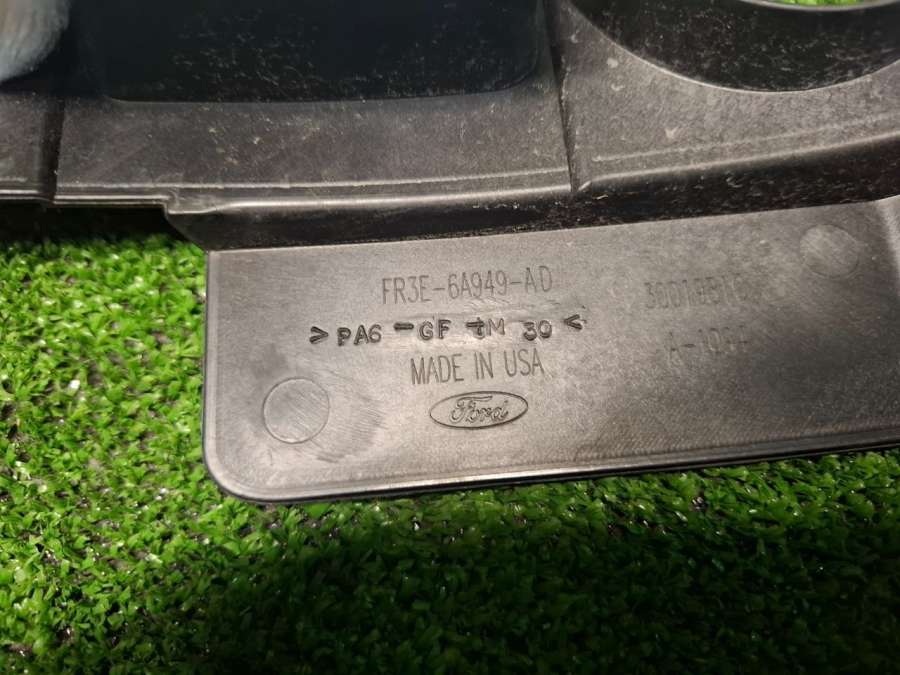 FR3E-6A949-AD
>PA6-GF+M 30<
MADE IN USA
Ford